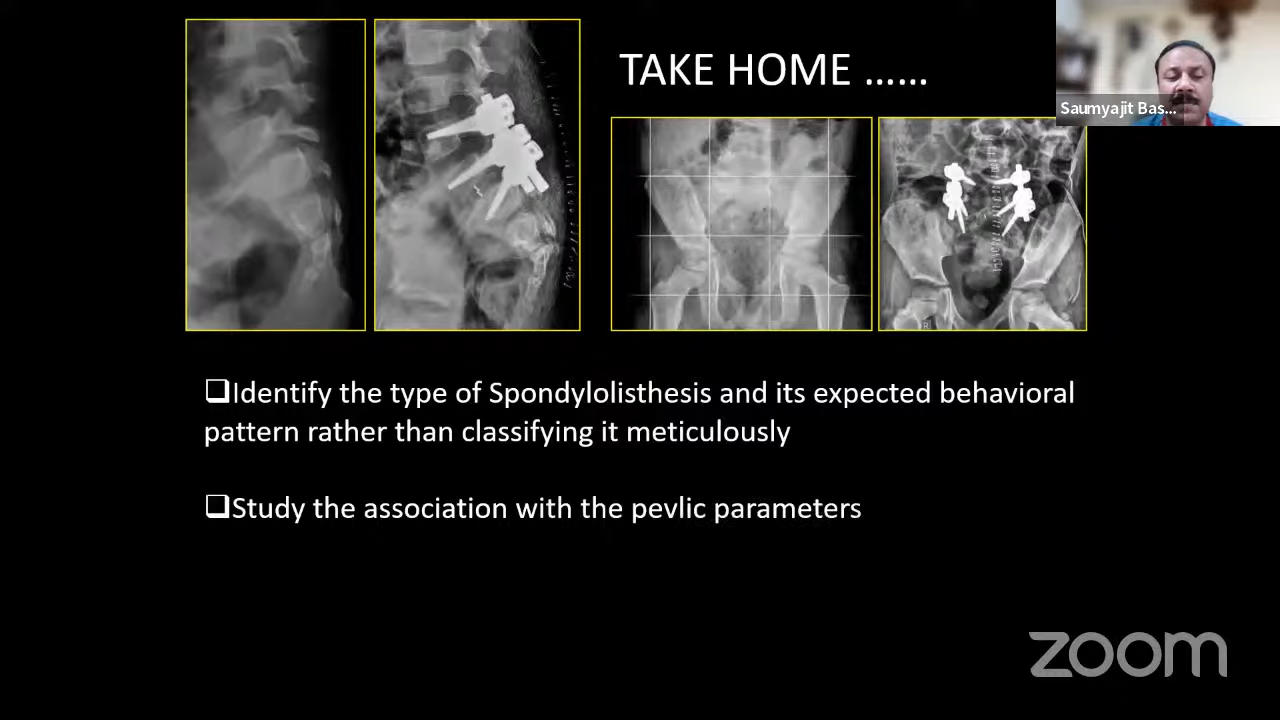 TAKE HOME ......
Saumyajit Bas...
R
❑Identify the type of Spondylolisthesis and its expected behavioral
pattern rather than classifying it meticulously
❑Study the association with the pevlic parameters
zoom